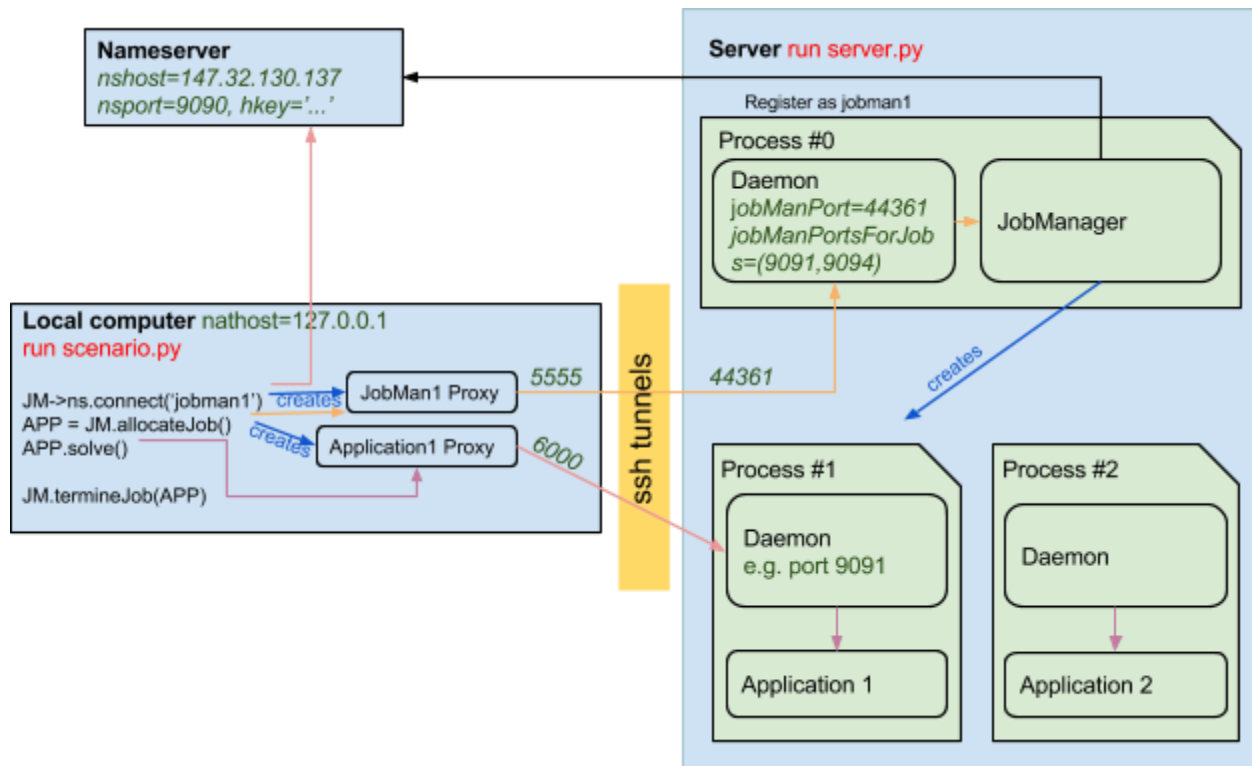 Nameserver
nshost=147.32.130.137
nsport=9090, hkey='...'
Server run server.py
Register as jobman1
Process #0
Daemon
jobManPort=44361
jobManPortsForJob
s=(9091,9094)
JobManager
Local computer nathost=127.0.0.1
run scenario.py
JM->ns.connect('jobman1')
APP = JM.allocateJob()
APP.solve()
JM.termineJob(APP)
creates
JobMan1 Proxy
creates
Application1 Proxy
5555
6000
ssh tunnels
44361
creates
Process #1
Daemon
e.g. port 9091
Application 1
Process #2
Daemon
Application 2